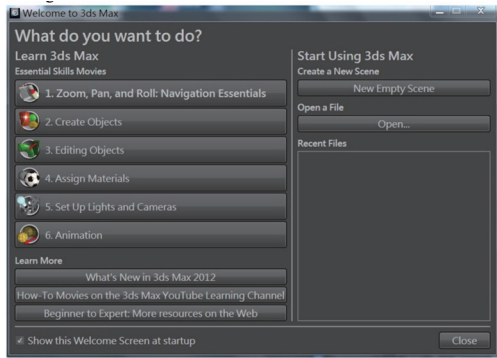 Welcome to 3ds Max
What do you want to do?
Learn 3ds Max
Essential Skills Movies
1. Zoom, Pan, and Roll: Navigation Essentials
2. Create Objects
3. Editing Objects
4. Assign Materials
5. Set Up Lights and Cameras
6. Animation
Learn More
What's New in 3ds Max 2012
How-To Movies on the 3ds Max YouTube Learning Channel
Beginner to Expert: More resources on the Web
Start Using 3ds Max
Create a New Scene
New Empty Scene
Open a File
Open...
Recent Files
Show this Welcome Screen at startup
Close